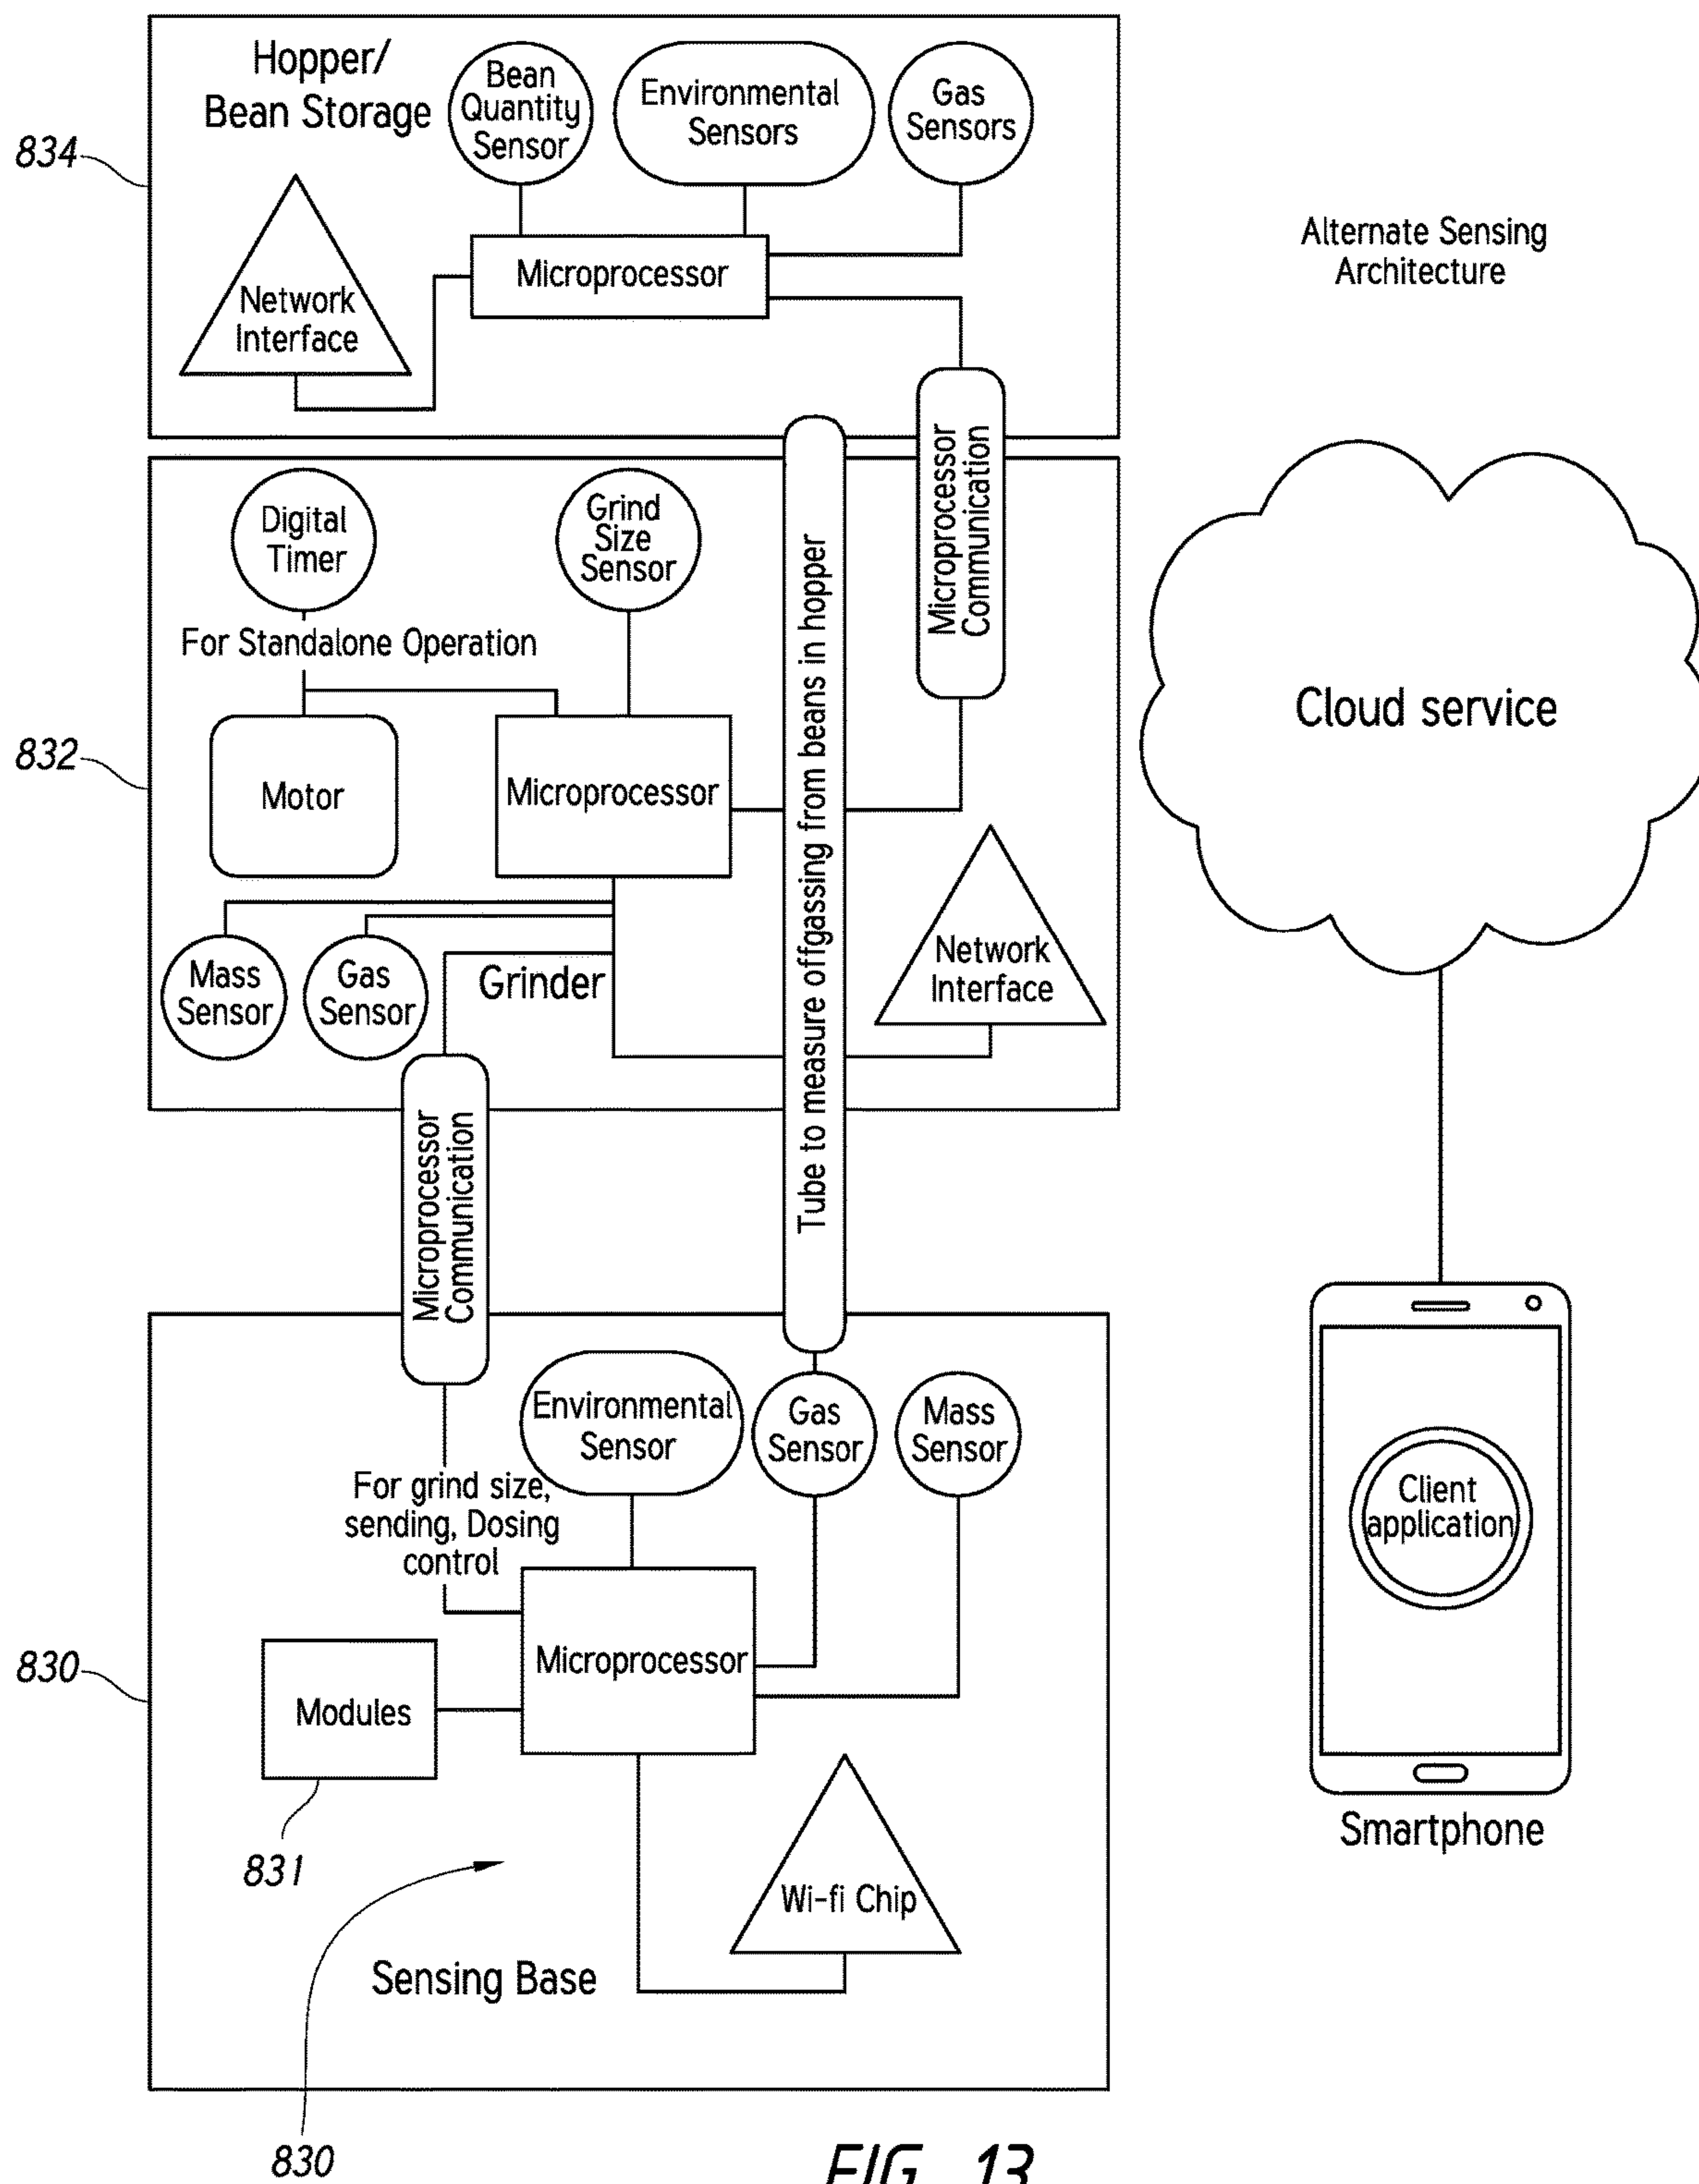 Hopper/
Bean Storage
Bean
Quantity
Sensor
Environmental
Sensors
Gas
Sensors
834
Network
Interface
Microprocessor
Alternate Sensing
Architecture
Microprocessor
Communication
Digital
Timer
Grind
Size
Sensor
For Standalone Operation
Tube to measure offgassing from beans in hopper
Cloud service
832
Motor
Microprocessor
Mass
Sensor
Gas
Sensor
Grinder
Network
Interface
Microprocessor
Communication
Environmental
Sensor
Gas
Sensor
Mass
Sensor
For grind size,
sending, Dosing
control
Client
application
830
Modules
Microprocessor
831
Wi-fi Chip
Smartphone
Sensing Base
830
FIG. 13